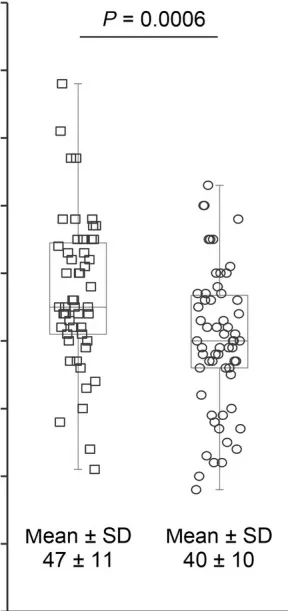 P = 0.0006
Mean ± SD Mean ± SD
47 ± 11 40 ± 10